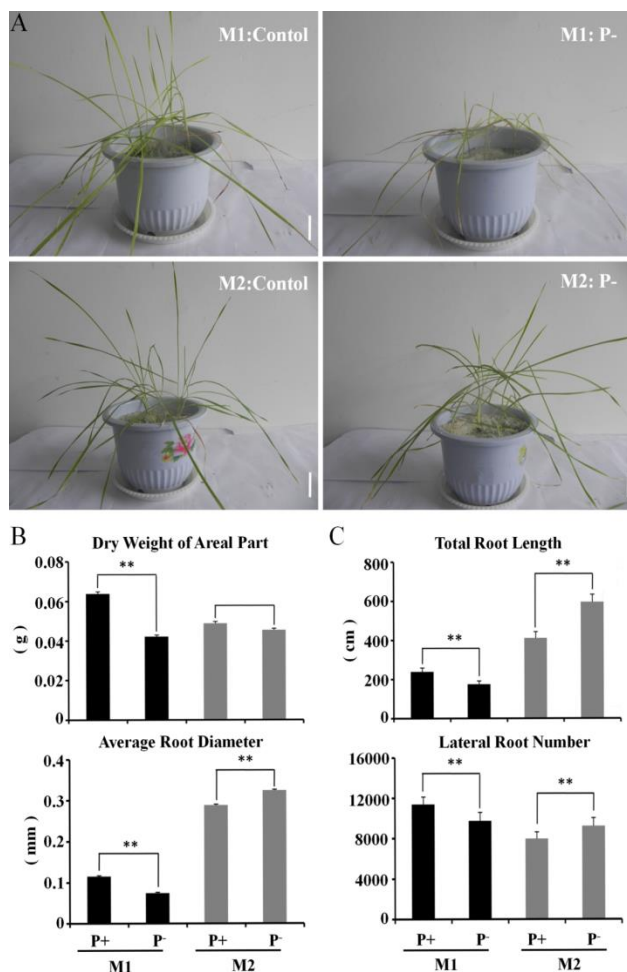 A
M1:Contol
M1: P-
M2:Contol
M2: P-
B
Dry Weight of Areal Part
0.08
0.06
0.04
0.02
0
( g )
**
C
Total Root Length
800
600
400
200
0
( cm )
**
**
Average Root Diameter
0.4
0.3
0.2
0.1
0
( mm )
**
**
P+ P- P+ P-
M1 M2
Lateral Root Number
12000
8000
4000
0
**
**
P+ P- P+ P-
M1 M2